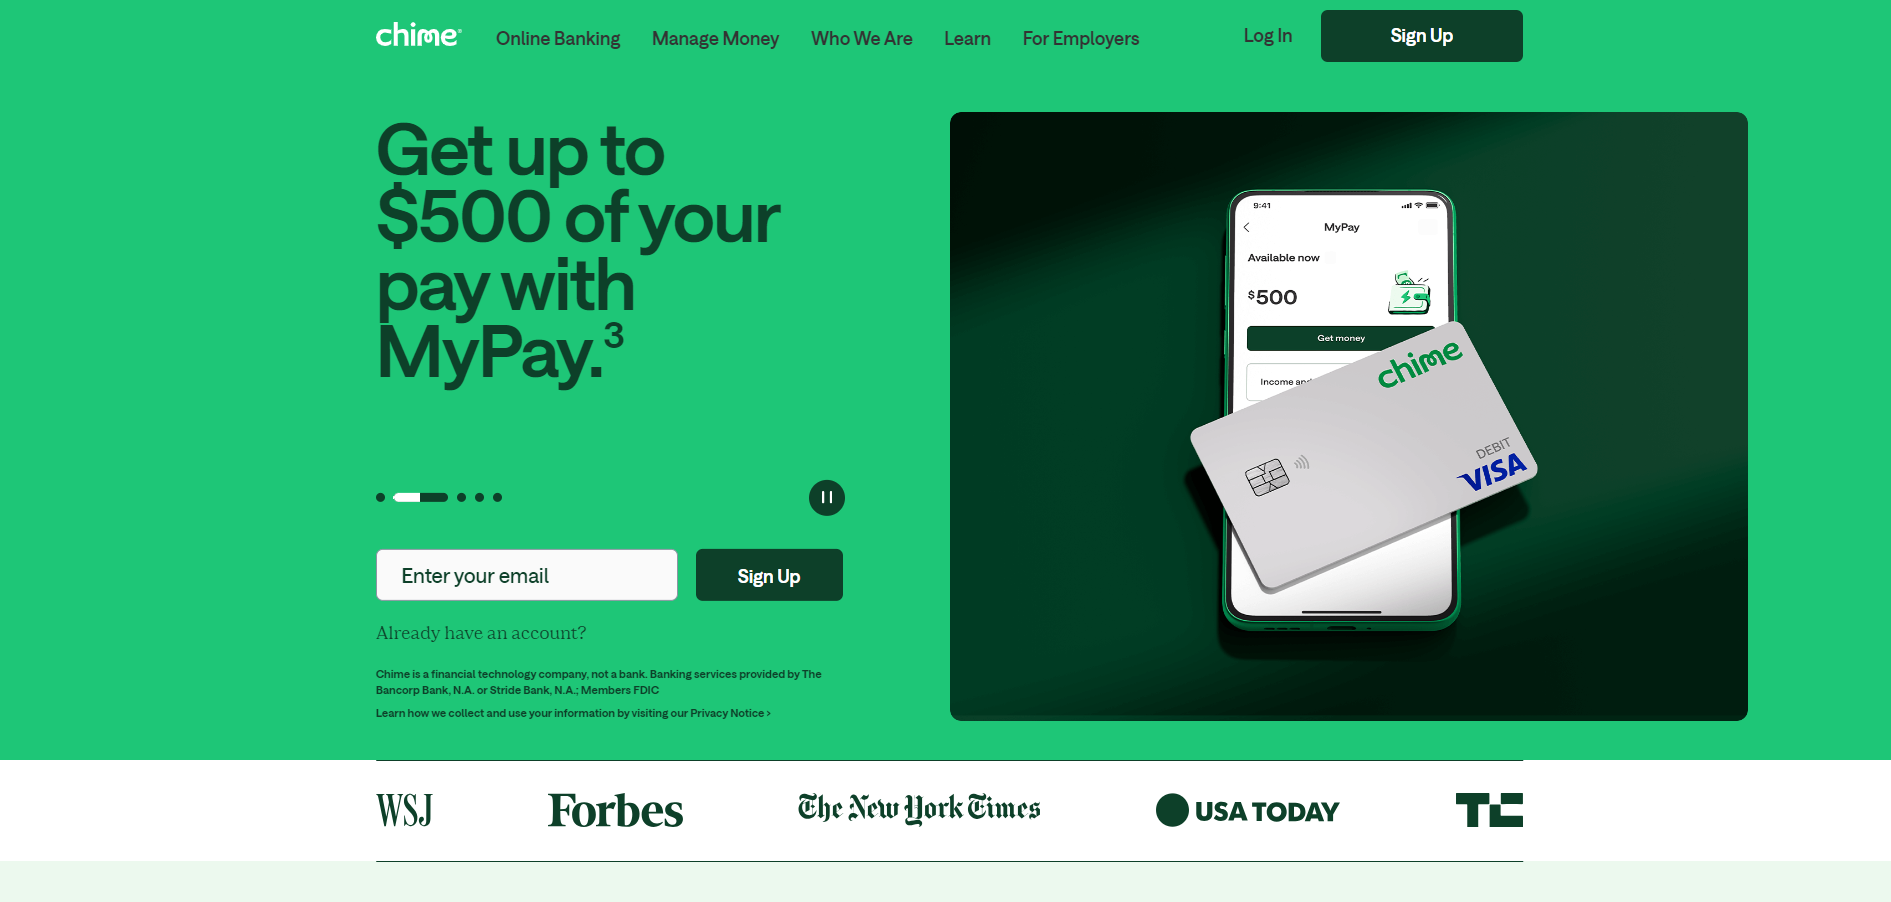 chime
Online Banking
Manage Money
Who We Are
Learn
For Employers
Log In
Sign Up
Get up to
$500 of your
pay with
MyPay.3
Enter your email
Sign Up
Already have an account?
Chime is a financial technology company, not a bank. Banking services provided by The
Bancorp Bank, N.A. or Stride Bank, N.A.; Members FDIC
Learn how we collect and use your information by visiting our Privacy Notice >
9:41
MyPay
Available now
$500
Get money
Income and
chime
DEBIT
VISA
WSJ
Forbes
The New York Times
USA TODAY
TC